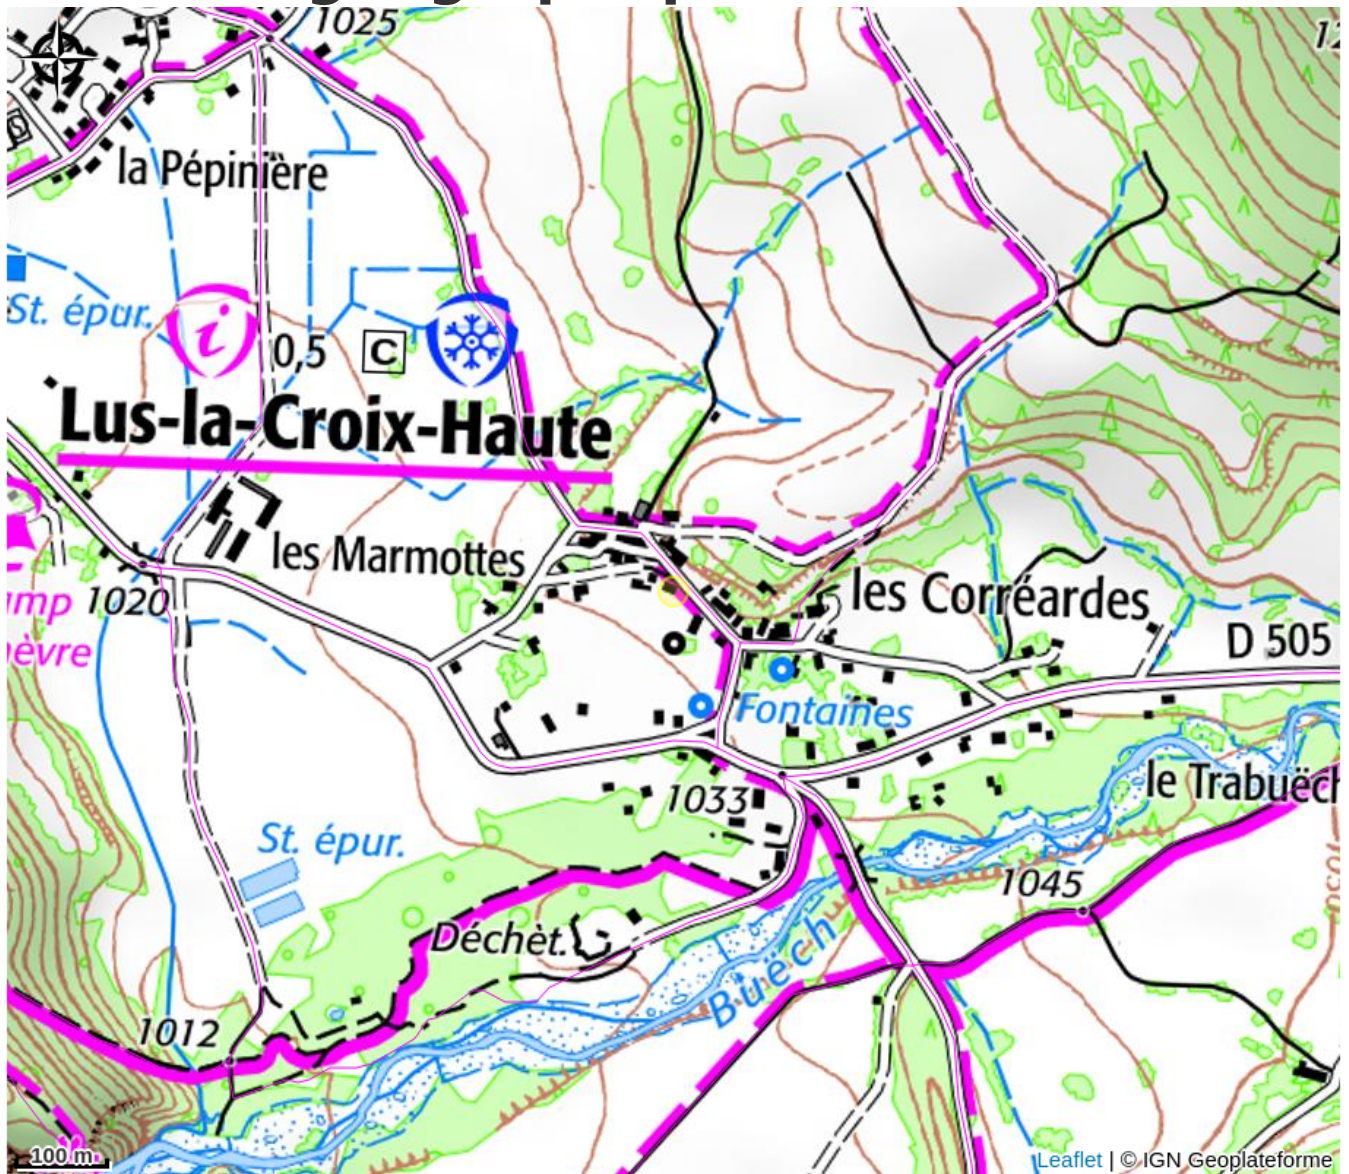 1025
la Pépinière
St. épur.
i
0,5
C
Lus-la-Croix-Haute
les Marmottes
les Corréardes
1020
D 505
Fontaines
1033
le Trabuëch
St. épur.
1045
Déchèt.
Buëch
1012
1050
100 m
Leaflet | © IGN Geoplateforme